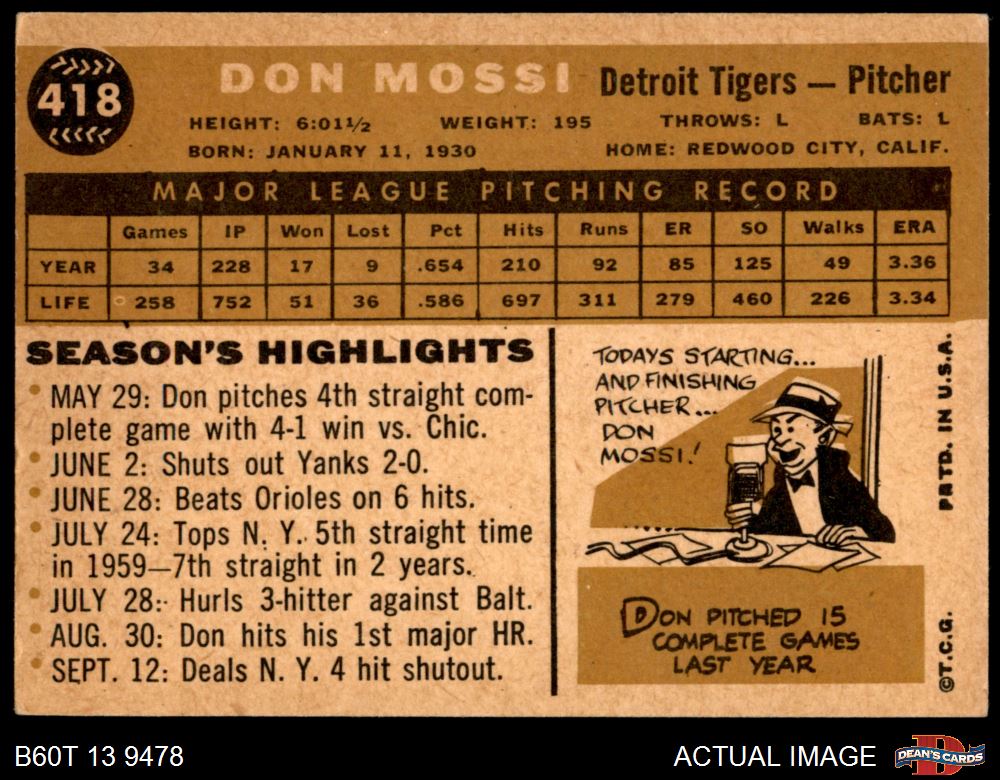 418
DON MOSSI Detroit Tigers — Pitcher
HEIGHT: 6:01½ WEIGHT: 195 THROWS: L BATS: L
BORN: JANUARY 11, 1930 HOME: REDWOOD CITY, CALIF.
MAJOR LEAGUE PITCHING RECORD
Games IP Won Lost Pct Hits Runs ER SO Walks ERA
YEAR 34 228 17 9 .654 210 92 85 125 49 3.36
LIFE 258 752 51 36 .586 697 311 279 460 226 3.34
SEASON'S HIGHLIGHTS
• MAY 29: Don pitches 4th straight com-
plete game with 4-1 win vs. Chic.
• JUNE 2: Shuts out Yanks 2-0.
• JUNE 28: Beats Orioles on 6 hits.
• JULY 24: Tops N. Y. 5th straight time
in 1959—7th straight in 2 years.
• JULY 28: Hurls 3-hitter against Balt.
• AUG. 30: Don hits his 1st major HR.
• SEPT. 12: Deals N. Y. 4 hit shutout.
TODAYS STARTING...
AND FINISHING
PITCHER...
DON
MOSSI!
DON PITCHED 15
COMPLETE GAMES
LAST YEAR
©T.C.G. PRTD. IN U.S.A.
B60T 13 9478 ACTUAL IMAGE DEAN'S CARDS